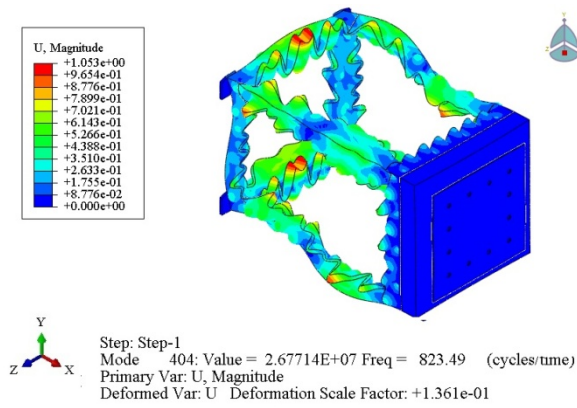 U, Magnitude
+1.053e+00
+9.654e-01
+8.776e-01
+7.899e-01
+7.021e-01
+6.143e-01
+5.266e-01
+4.388e-01
+3.510e-01
+2.633e-01
+1.755e-01
+8.776e-02
+0.000e+00
Y
Z
Y
Z X
Step: Step-1
Mode 404: Value = 2.67714E+07 Freq = 823.49 (cycles/time)
Primary Var: U, Magnitude
Deformed Var: U Deformation Scale Factor: +1.361e-01